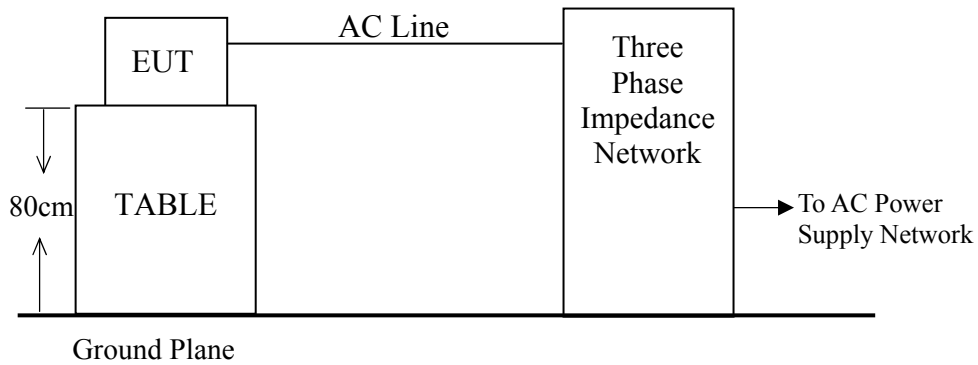 AC Line
EUT
Three
Phase
Impedance
Network
80cm
TABLE
To AC Power
Supply Network
Ground Plane